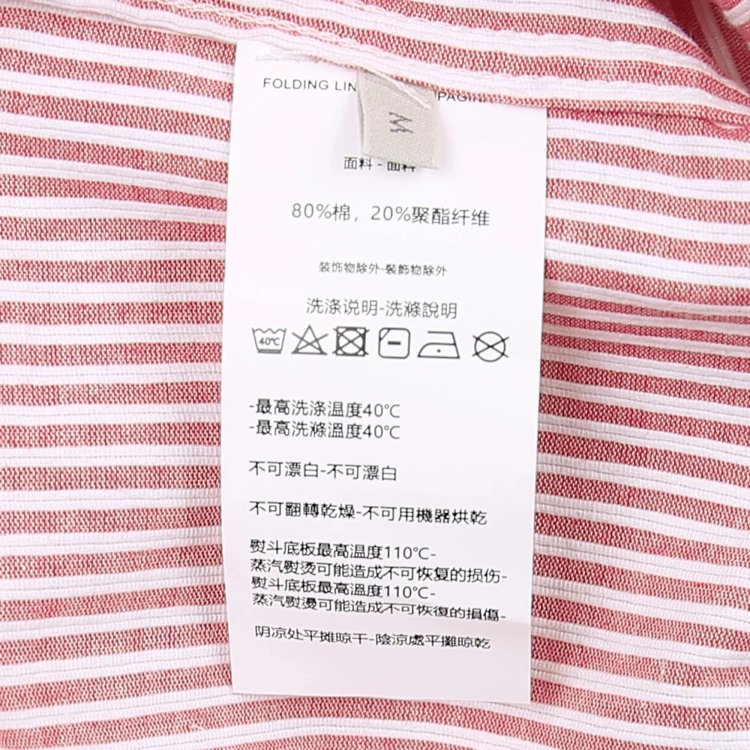 FOLDING LIN
M
面料 - 面料
80%棉，20%聚酯纤维
裝饰物除外-裝飾物除外
洗涤说明-洗滌說明
40℃
-最高洗涤温度40℃
-最高洗滌溫度40℃
不可漂白-不可漂白
不可翻轉乾燥-不可用機器烘乾
熨斗底板最高温度110℃-
蒸汽熨烫可能造成不可恢复的损伤-
熨斗底板最高溫度110℃-
蒸汽熨燙可能造成不可恢復的損傷-
阴凉处平摊晾干-陰涼處平攤晾乾